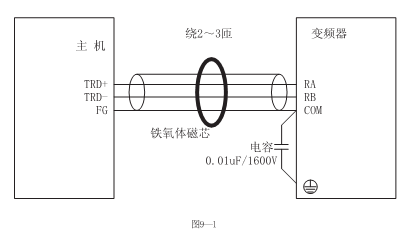 绕2～3匝
变频器
主 机
TRD+
TRD-
FG
RA
RB
COM
铁氧体磁芯
电容
0.01uF/1600V
图9—1